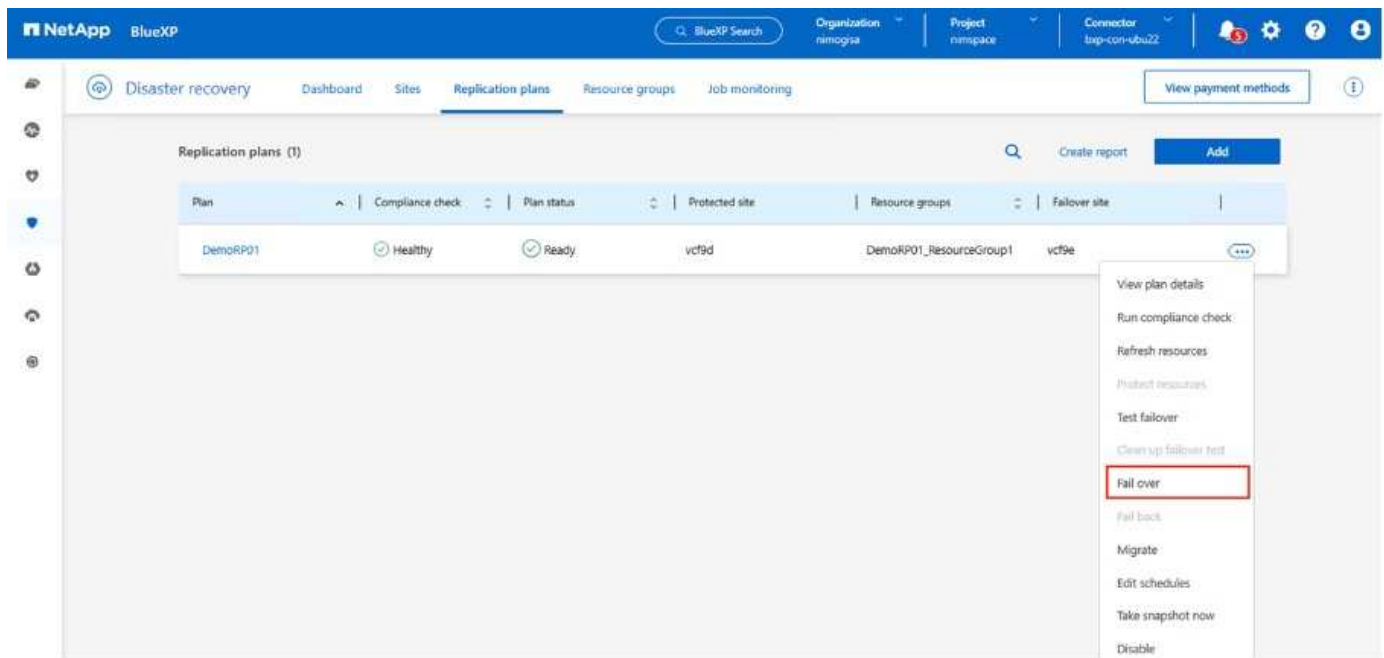 NetApp BlueXP BlueXP Search Organization nimogisa Project nimspace Connector bxp-con-ubu22 5
Disaster recovery Dashboard Sites Replication plans Resource groups Job monitoring View payment methods
Replication plans (1) Create report Add
Plan Compliance check Plan status Protected site Resource groups Failover site
DemoRP01 Healthy Ready vcf9d DemoRP01_ResourceGroup1 vcf9e
View plan details
Run compliance check
Refresh resources
Protect resources
Test failover
Clean up failover test
Fail over
Fail back
Migrate
Edit schedules
Take snapshot now
Disable